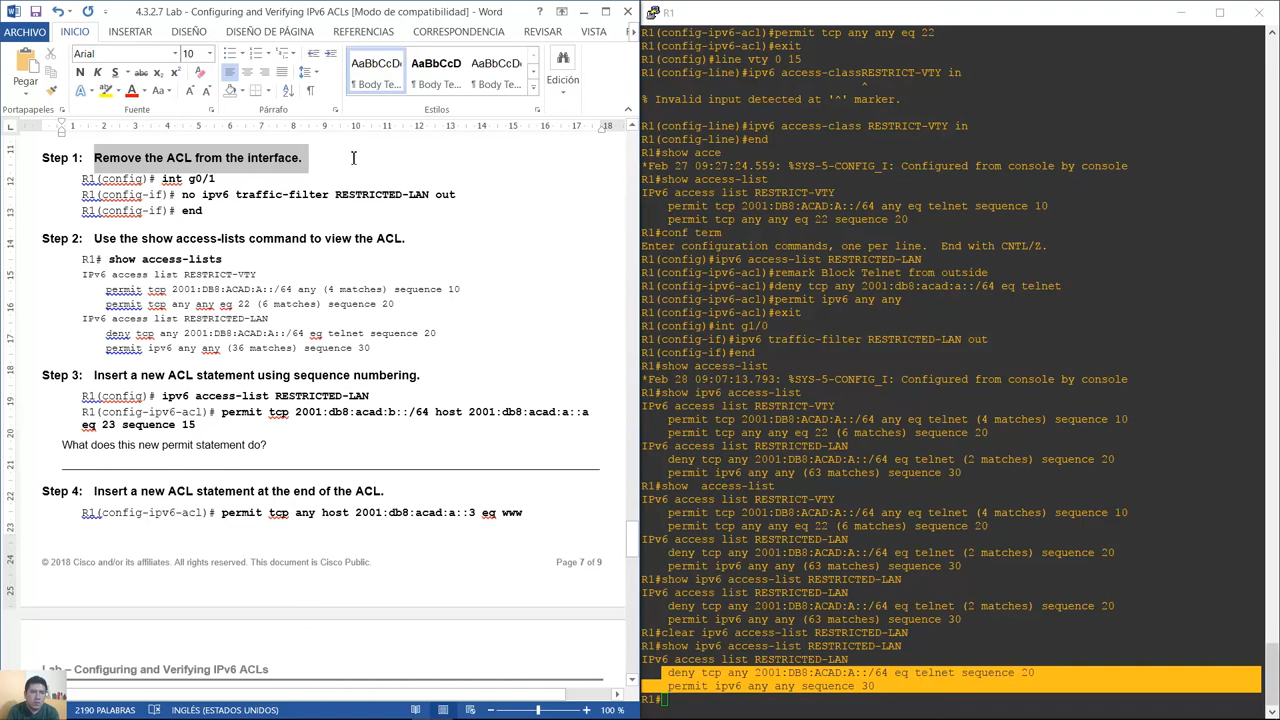 4.3.2.7 Lab - Configuring and Verifying IPv6 ACLs [Modo de compatibilidad] - Word
ARCHIVO INICIO INSERTAR DISEÑO DISEÑO DE PÁGINA REFERENCIAS CORRESPONDENCIA REVISAR VISTA
Pegar
Arial 10
N K S abc x₂ x²
A Aa A A
AaBbCcDd AaBbCcD AaBbCcDd
¶ Body Te... ¶ Body Te... ¶ Body Te...
Edición
Portapapeles Fuente Párrafo Estilos
1 2 3 4 5 6 7 8 9 10 11 12 13 14 15 16 18
Step 1: Remove the ACL from the interface.
R1(config)# int g0/1
R1(config-if)# no ipv6 traffic-filter RESTRICTED-LAN out
R1(config-if)# end
Step 2: Use the show access-lists command to view the ACL.
R1# show access-lists
IPv6 access list RESTRICT-VTY
permit tcp 2001:DB8:ACAD:A::/64 any (4 matches) sequence 10
permit tcp any any eq 22 (6 matches) sequence 20
IPv6 access list RESTRICTED-LAN
deny tcp any 2001:DB8:ACAD:A::/64 eq telnet sequence 20
permit ipv6 any any (36 matches) sequence 30
Step 3: Insert a new ACL statement using sequence numbering.
R1(config)# ipv6 access-list RESTRICTED-LAN
R1(config-ipv6-acl)# permit tcp 2001:db8:acad:b::/64 host 2001:db8:acad:a::a
eq 23 sequence 15
What does this new permit statement do?
Step 4: Insert a new ACL statement at the end of the ACL.
R1(config-ipv6-acl)# permit tcp any host 2001:db8:acad:a::3 eq www
© 2018 Cisco and/or its affiliates. All rights reserved. This document is Cisco Public. Page 7 of 9
Lab – Configuring and Verifying IPv6 ACLs
2190 PALABRAS INGLÉS (ESTADOS UNIDOS) 100 %
R1
R1(config-ipv6-acl)#permit tcp any any eq 22
R1(config-ipv6-acl)#exit
R1(config)#line vty 0 15
R1(config-line)#ipv6 access-classRESTRICT-VTY in
^
% Invalid input detected at '^' marker.
R1(config-line)#ipv6 access-class RESTRICT-VTY in
R1(config-line)#end
R1#show acce
*Feb 27 09:27:24.559: %SYS-5-CONFIG_I: Configured from console by console
R1#show access-list
IPv6 access list RESTRICT-VTY
permit tcp 2001:DB8:ACAD:A::/64 any eq telnet sequence 10
permit tcp any any eq 22 sequence 20
R1#conf term
Enter configuration commands, one per line. End with CNTL/Z.
R1(config)#ipv6 access-list RESTRICTED-LAN
R1(config-ipv6-acl)#remark Block Telnet from outside
R1(config-ipv6-acl)#deny tcp any 2001:db8:acad:a::/64 eq telnet
R1(config-ipv6-acl)#permit ipv6 any any
R1(config-ipv6-acl)#exit
R1(config)#int g1/0
R1(config-if)#ipv6 traffic-filter RESTRICTED-LAN out
R1(config-if)#end
R1#show access-list
*Feb 28 09:07:13.793: %SYS-5-CONFIG_I: Configured from console by console
R1#show ipv6 access-list
IPv6 access list RESTRICT-VTY
permit tcp 2001:DB8:ACAD:A::/64 any eq telnet (4 matches) sequence 10
permit tcp any any eq 22 (6 matches) sequence 20
IPv6 access list RESTRICTED-LAN
deny tcp any 2001:DB8:ACAD:A::/64 eq telnet (2 matches) sequence 20
permit ipv6 any any (63 matches) sequence 30
R1#show  access-list
IPv6 access list RESTRICT-VTY
permit tcp 2001:DB8:ACAD:A::/64 any eq telnet (4 matches) sequence 10
permit tcp any any eq 22 (6 matches) sequence 20
IPv6 access list RESTRICTED-LAN
deny tcp any 2001:DB8:ACAD:A::/64 eq telnet (2 matches) sequence 20
permit ipv6 any any (63 matches) sequence 30
R1#show ipv6 access-list RESTRICTED-LAN
IPv6 access list RESTRICTED-LAN
deny tcp any 2001:DB8:ACAD:A::/64 eq telnet (2 matches) sequence 20
permit ipv6 any any (63 matches) sequence 30
R1#clear ipv6 access-list RESTRICTED-LAN
R1#show ipv6 access-list RESTRICTED-LAN
IPv6 access list RESTRICTED-LAN
deny tcp any 2001:DB8:ACAD:A::/64 eq telnet sequence 20
permit ipv6 any any sequence 30
R1#